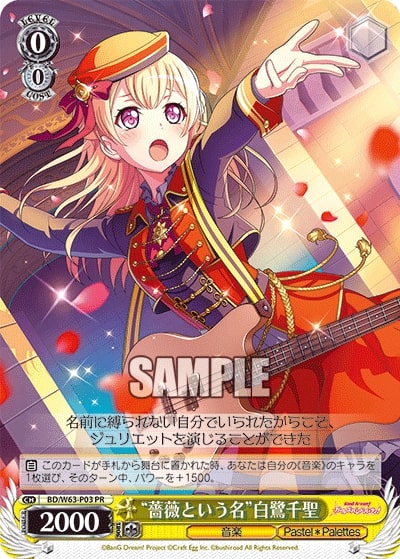 LEVEL
0
0
COST
SAMPLE
名前に縛られない自分でいられたからこそ、
ジュリエットを演じることができた
このカードが手札から舞台に置かれた時、あなたは自分の《音楽》のキャラを
1枚選び、そのターン中、パワーを＋1500。
CH BD/W63-P03 PR
2000
“薔薇という名”白鷺千聖
音楽 Pastel＊Palettes
©BanG Dream! Project ©Craft Egg Inc. ©bushiroad All Rights Reserved.